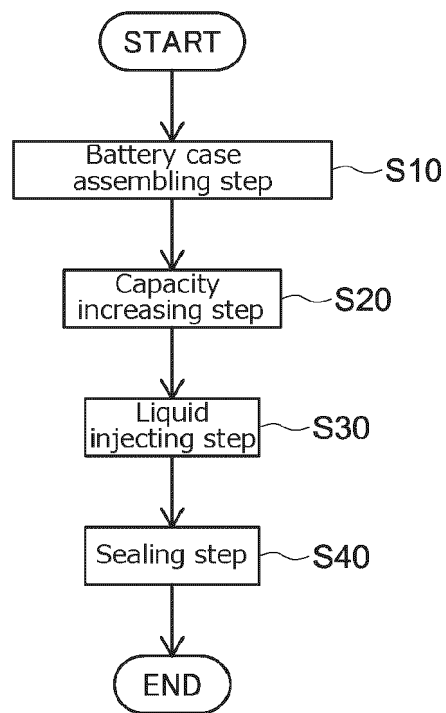 START
Battery case
assembling step
S10
Capacity
increasing step
S20
Liquid
injecting step
S30
Sealing step
S40
END